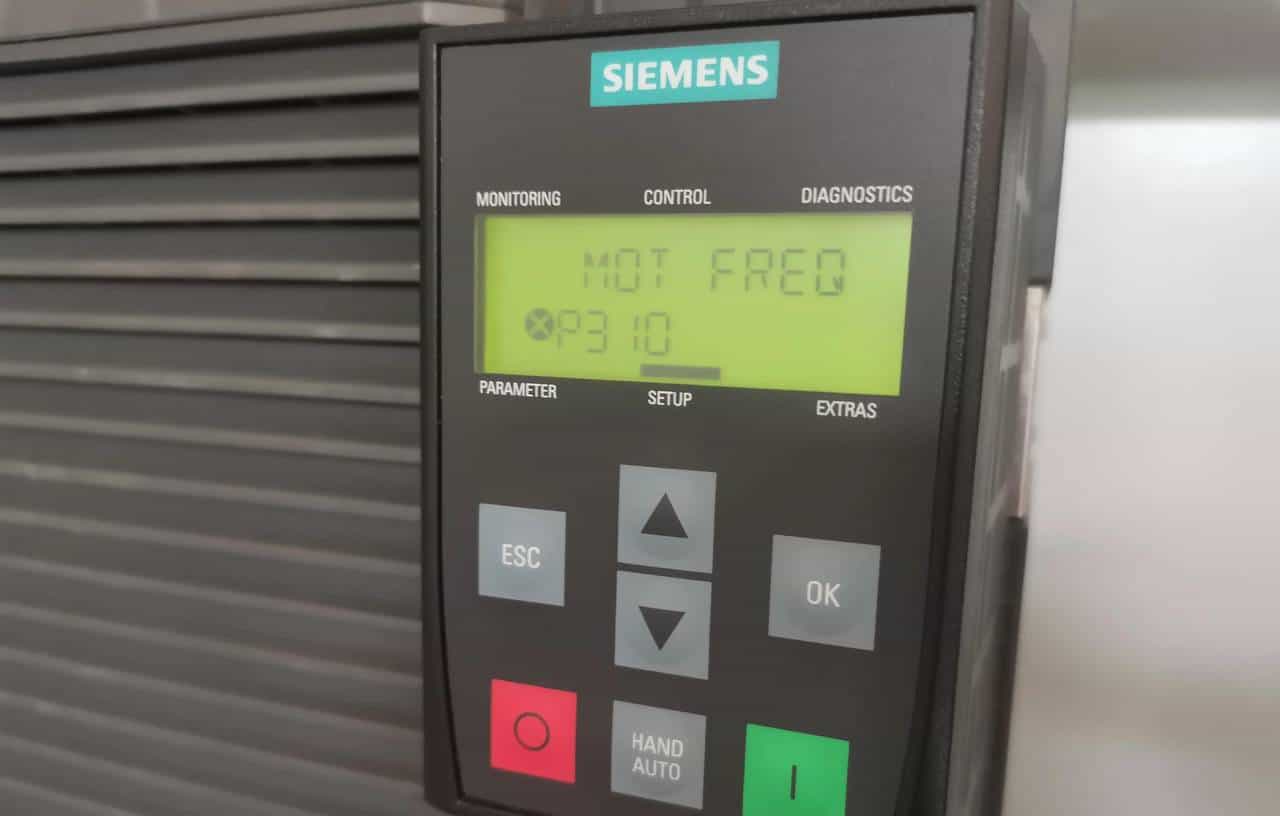 SIEMENS
MONITORING CONTROL DIAGNOSTICS
MOT FREQ
P310
PARAMETER SETUP EXTRAS
ESC
OK
HAND
AUTO